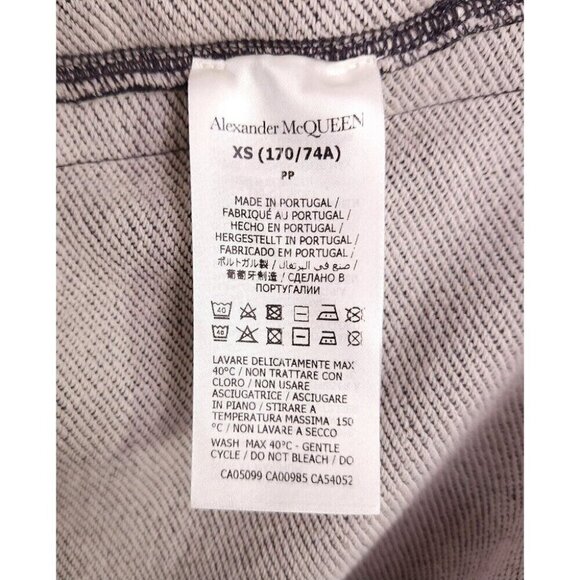 Alexander McQUEEN
XS (170/74A)
PP
MADE IN PORTUGAL /
FABRIQUÉ AU PORTUGAL /
HECHO EN PORTUGAL /
HERGESTELLT IN PORTUGAL /
FABRICADO EM PORTUGAL /
ポルトガル製 / صنع في البرتغال /
葡萄牙制造 / СДЕЛАНО В
ПОРТУГАЛИИ
40
40
LAVARE DELICATAMENTE MAX
40°C / NON TRATTARE CON
CLORO / NON USARE
ASCIUGATRICE / ASCIUGARE
IN PIANO / STIRARE A
TEMPERATURA MASSIMA 150
°C / NON LAVARE A SECCO
WASH MAX 40°C - GENTLE
CYCLE / DO NOT BLEACH / DO
CA05099 CA00985 CA54052